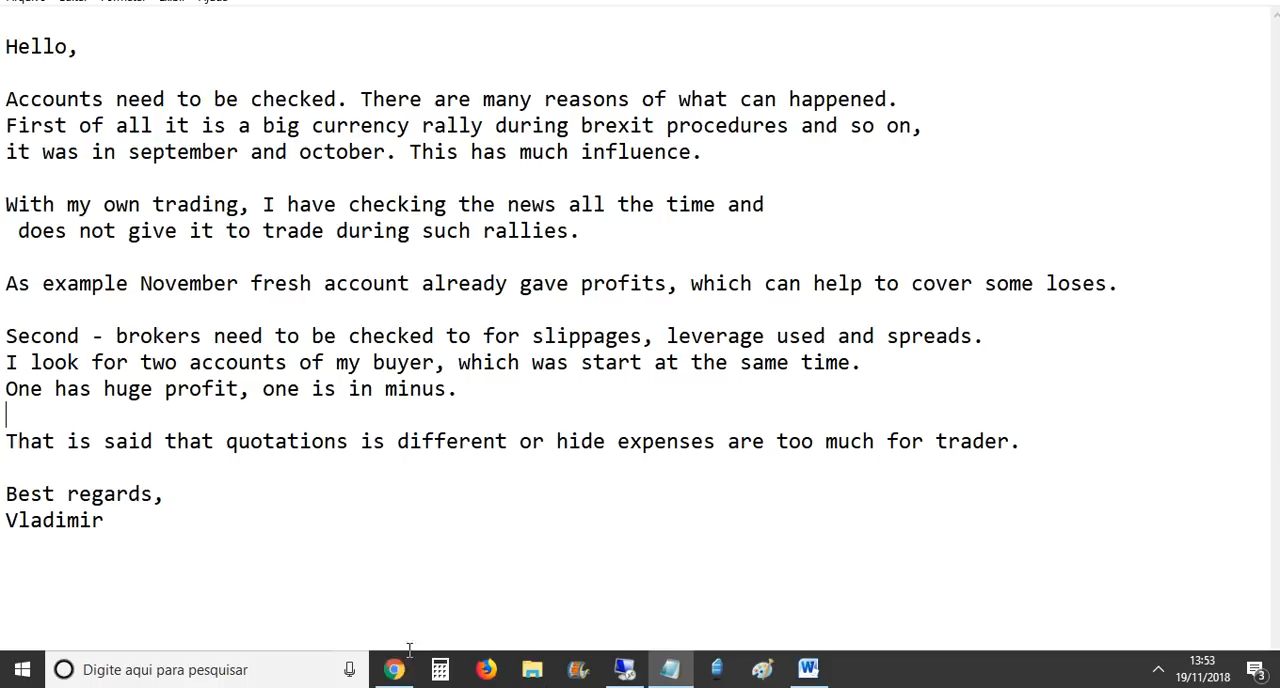 Hello,
Accounts need to be checked. There are many reasons of what can happened.
First of all it is a big currency rally during brexit procedures and so on,
it was in september and october. This has much influence.
With my own trading, I have checking the news all the time and
does not give it to trade during such rallies.
As example November fresh account already gave profits, which can help to cover some loses.
Second - brokers need to be checked to for slippages, leverage used and spreads.
I look for two accounts of my buyer, which was start at the same time.
One has huge profit, one is in minus.
That is said that quotations is different or hide expenses are too much for trader.
Best regards,
Vladimir
Digite aqui para pesquisar
13:53
19/11/2018
3